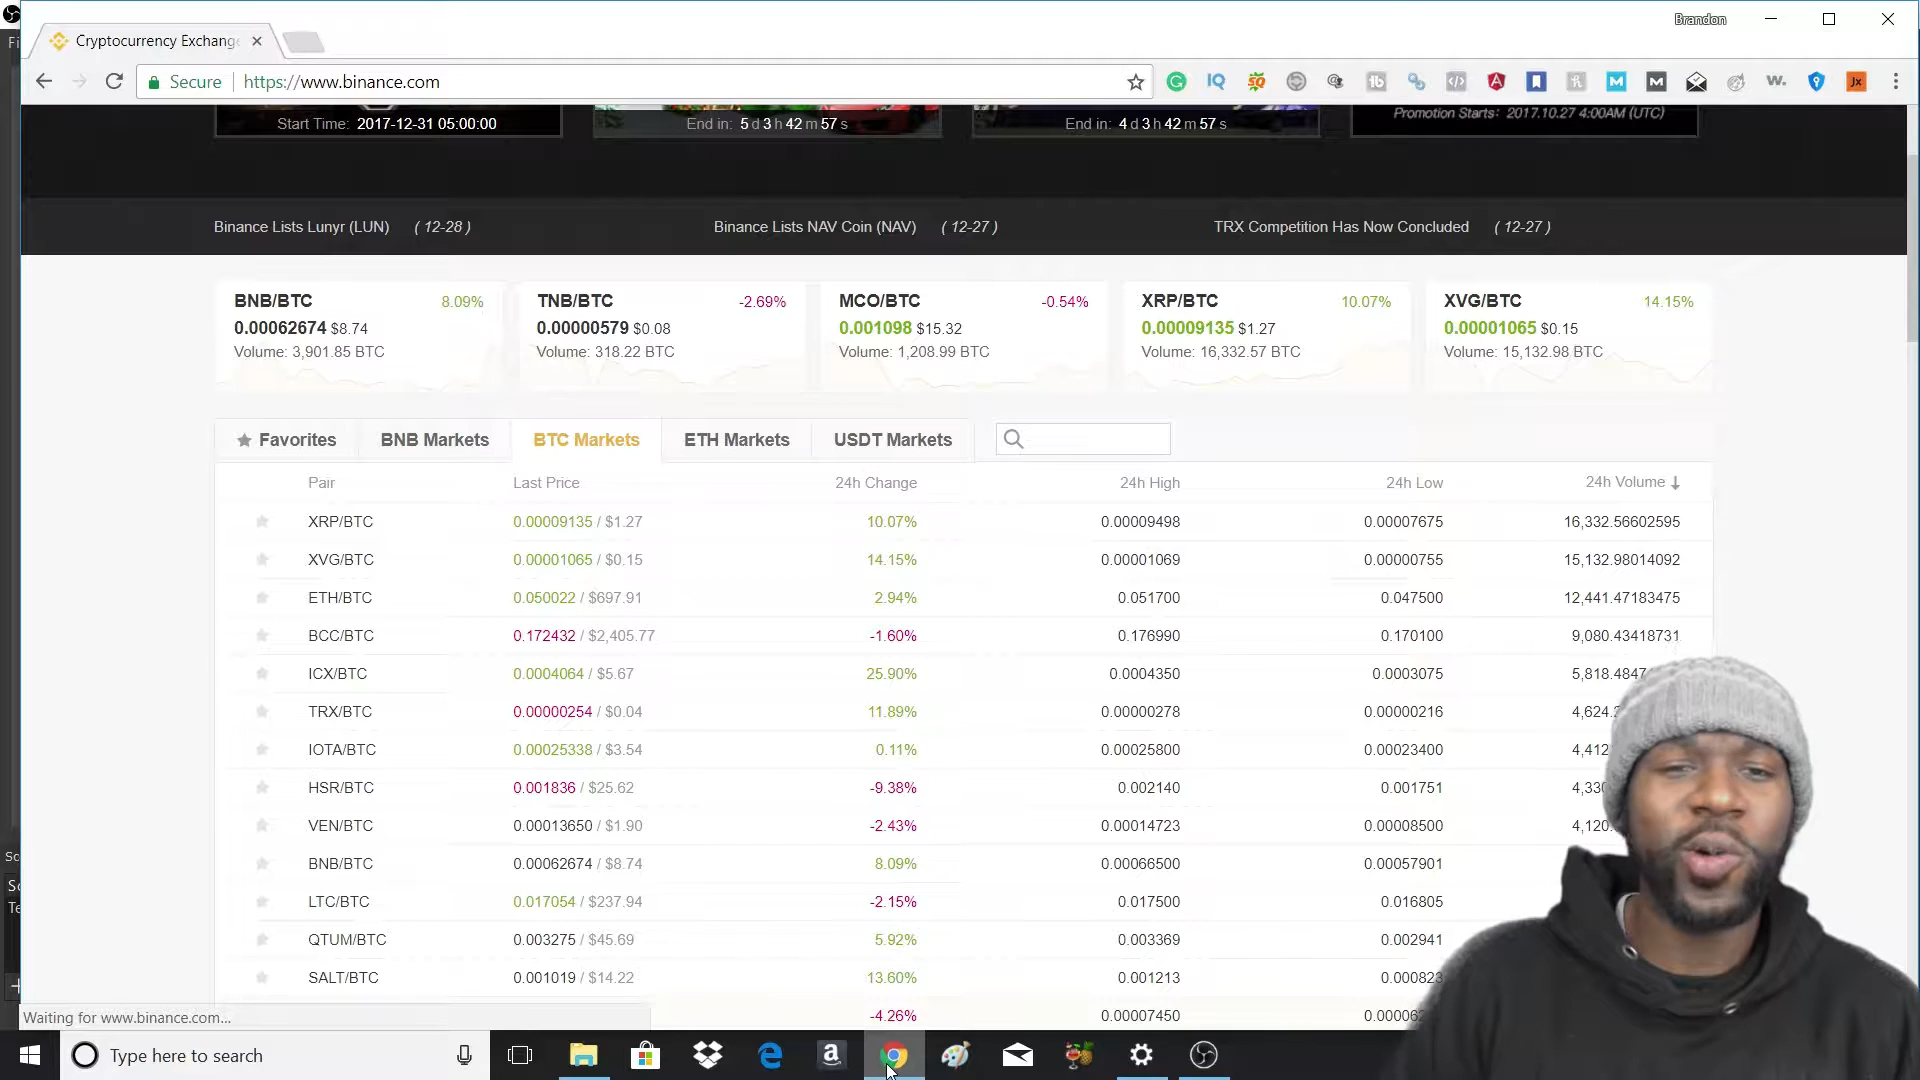 Brandon
Cryptocurrency Exchange
Secure https://www.binance.com
Start Time: 2017-12-31 05:00:00
End in: 5 d 3 h 42 m 57 s
End in: 4 d 3 h 42 m 57 s
Promotion Starts: 2017.10.27 4:00AM (UTC)
Binance Lists Lunyr (LUN) ( 12-28 )
Binance Lists NAV Coin (NAV) ( 12-27 )
TRX Competition Has Now Concluded ( 12-27 )
BNB/BTC 8.09%
0.00062674 $8.74
Volume: 3,901.85 BTC
TNB/BTC -2.69%
0.00000579 $0.08
Volume: 318.22 BTC
MCO/BTC -0.54%
0.001098 $15.32
Volume: 1,208.99 BTC
XRP/BTC 10.07%
0.00009135 $1.27
Volume: 16,332.57 BTC
XVG/BTC 14.15%
0.00001065 $0.15
Volume: 15,132.98 BTC
Favorites BNB Markets BTC Markets ETH Markets USDT Markets
Pair Last Price 24h Change 24h High 24h Low 24h Volume
XRP/BTC 0.00009135 / $1.27 10.07% 0.00009498 0.00007675 16,332.56602595
XVG/BTC 0.00001065 / $0.15 14.15% 0.00001069 0.00000755 15,132.98014092
ETH/BTC 0.050022 / $697.91 2.94% 0.051700 0.047500 12,441.47183475
BCC/BTC 0.172432 / $2,405.77 -1.60% 0.176990 0.170100 9,080.43418731
ICX/BTC 0.0004064 / $5.67 25.90% 0.0004350 0.0003075 5,818.484
TRX/BTC 0.00000254 / $0.04 11.89% 0.00000278 0.00000216 4,624.
IOTA/BTC 0.00025338 / $3.54 0.11% 0.00025800 0.00023400 4,412
HSR/BTC 0.001836 / $25.62 -9.38% 0.002140 0.001751 4,330
VEN/BTC 0.00013650 / $1.90 -2.43% 0.00014723 0.00008500 4,120.
BNB/BTC 0.00062674 / $8.74 8.09% 0.00066500 0.00057901
LTC/BTC 0.017054 / $237.94 -2.15% 0.017500 0.016805
QTUM/BTC 0.003275 / $45.69 5.92% 0.003369 0.002941
SALT/BTC 0.001019 / $14.22 13.60% 0.001213 0.000823
-4.26% 0.00007450 0.000062
Waiting for www.binance.com...
Type here to search